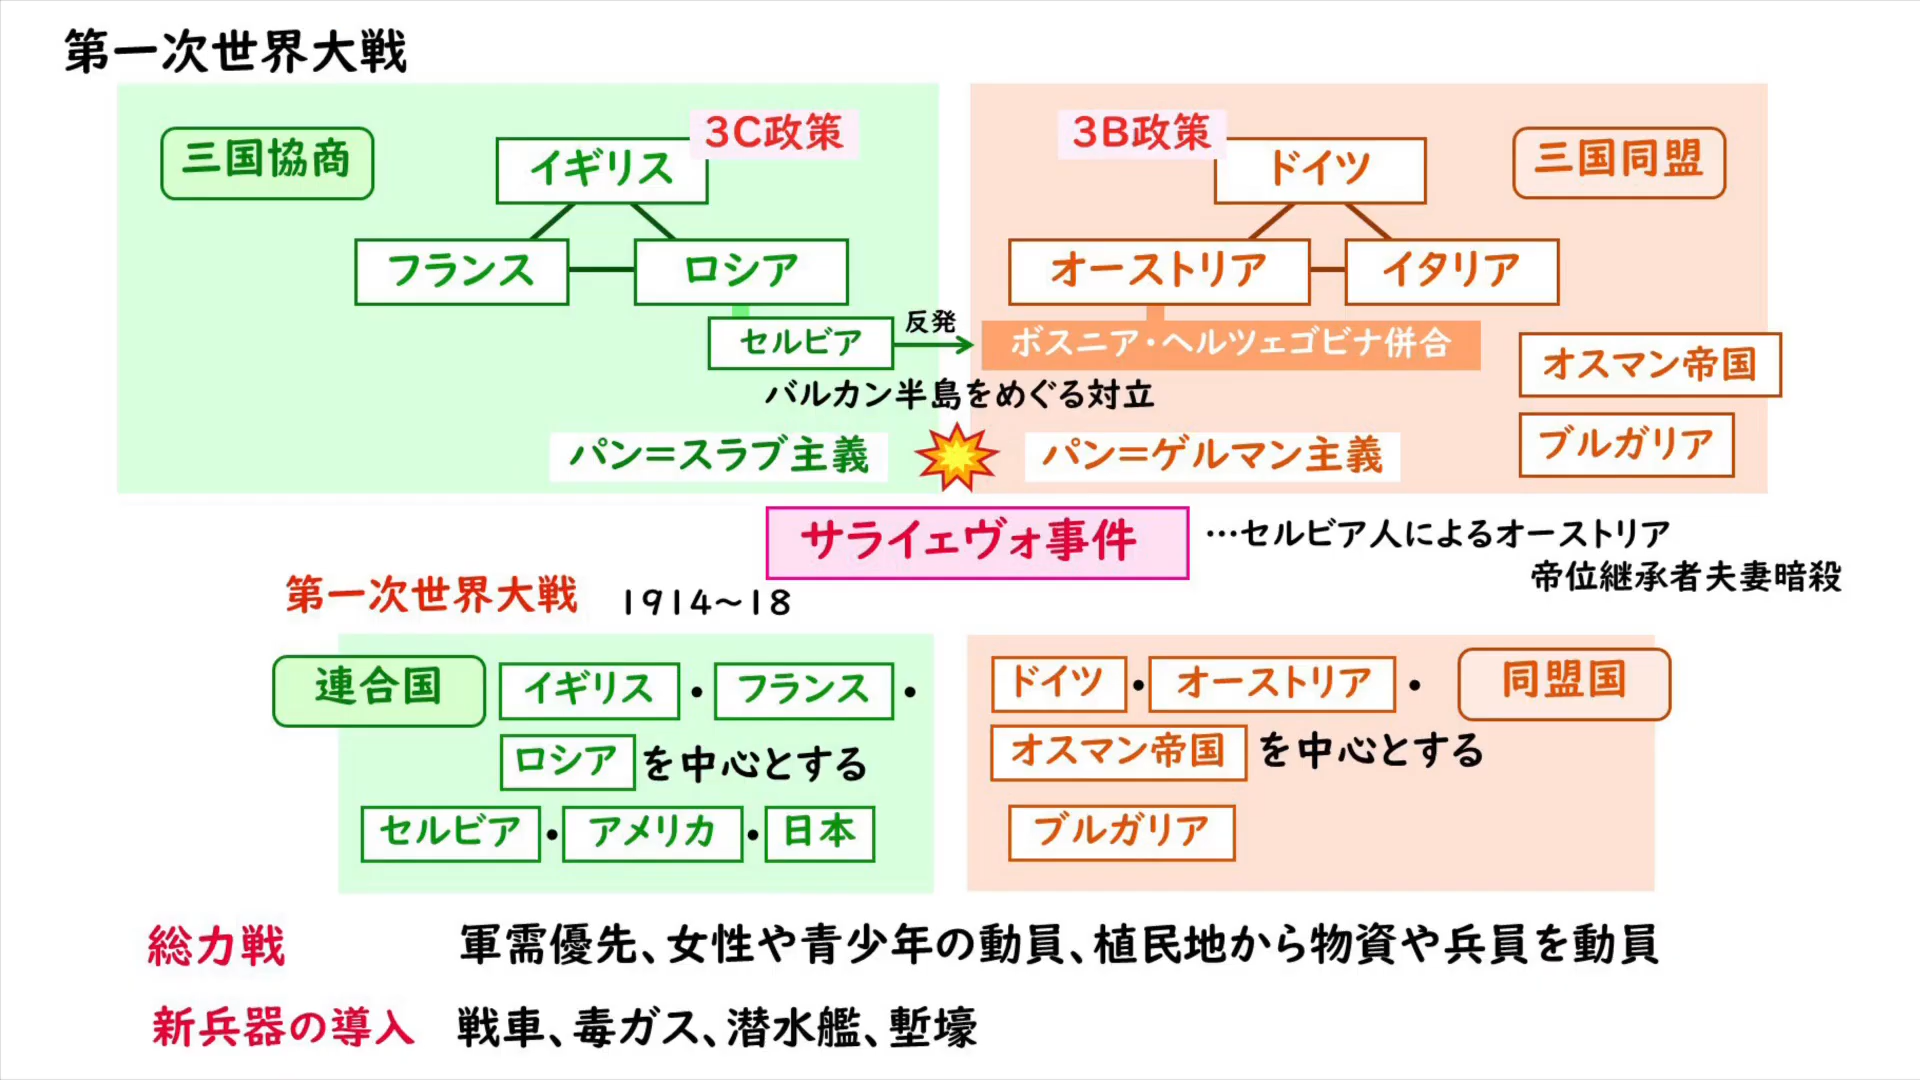 第一次世界大戦
三国協商
イギリス
3C政策
フランス
ロシア
セルビア
反発
3B政策
ドイツ
三国同盟
オーストリア
イタリア
ボスニア・ヘルツェゴビナ併合
オスマン帝国
ブルガリア
バルカン半島をめぐる対立
パン=スラブ主義
パン=ゲルマン主義
サライェヴォ事件
…セルビア人によるオーストリア
帝位継承者夫妻暗殺
第一次世界大戦 1914~18
連合国
イギリス・フランス・
ロシアを中心とする
セルビア・アメリカ・日本
ドイツ・オーストリア・
同盟国
オスマン帝国を中心とする
ブルガリア
総力戦 軍需優先、女性や青少年の動員、植民地から物資や兵員を動員
新兵器の導入 戦車、毒ガス、潜水艦、塹壕